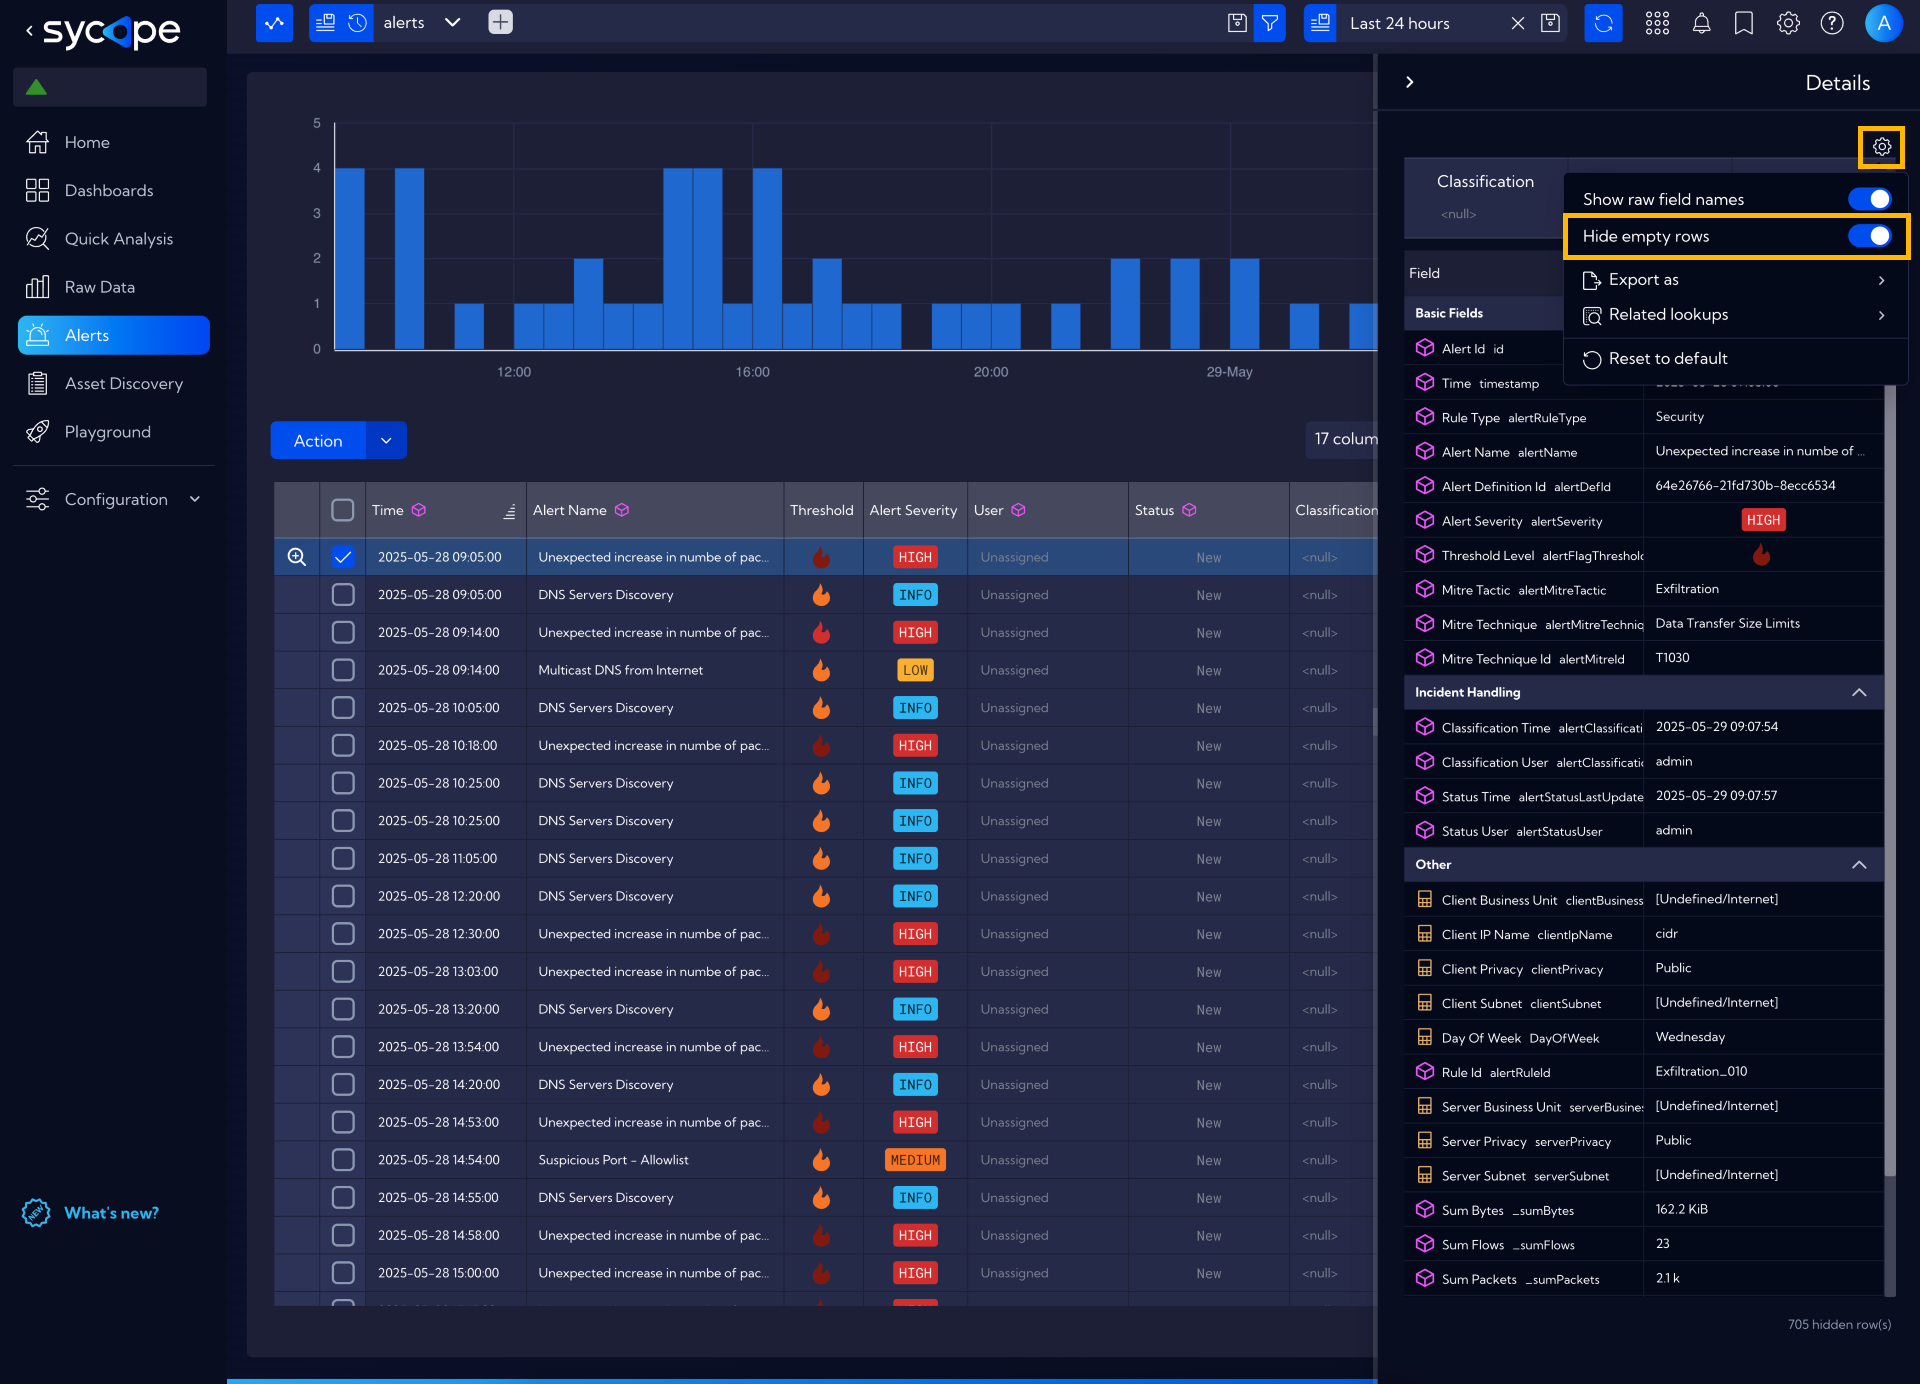 sycope
alerts
Last 24 hours
A
Home
Dashboards
Quick Analysis
Raw Data
Alerts
Asset Discovery
Playground
Configuration
NEW
What's new?
5
4
3
2
1
0
12:00
16:00
20:00
29-May
Action
17 colum
Time
Alert Name
Threshold
Alert Severity
User
Status
Classification
2025-05-28 09:05:00 Unexpected increase in numbe of pac... HIGH Unassigned New <null>
2025-05-28 09:05:00 DNS Servers Discovery INFO Unassigned New <null>
2025-05-28 09:14:00 Unexpected increase in numbe of pac... HIGH Unassigned New <null>
2025-05-28 09:14:00 Multicast DNS from Internet LOW Unassigned New <null>
2025-05-28 10:05:00 DNS Servers Discovery INFO Unassigned New <null>
2025-05-28 10:18:00 Unexpected increase in numbe of pac... HIGH Unassigned New <null>
2025-05-28 10:25:00 DNS Servers Discovery INFO Unassigned New <null>
2025-05-28 10:25:00 DNS Servers Discovery INFO Unassigned New <null>
2025-05-28 11:05:00 DNS Servers Discovery INFO Unassigned New <null>
2025-05-28 12:20:00 DNS Servers Discovery INFO Unassigned New <null>
2025-05-28 12:30:00 Unexpected increase in numbe of pac... HIGH Unassigned New <null>
2025-05-28 13:03:00 Unexpected increase in numbe of pac... HIGH Unassigned New <null>
2025-05-28 13:20:00 DNS Servers Discovery INFO Unassigned New <null>
2025-05-28 13:54:00 Unexpected increase in numbe of pac... HIGH Unassigned New <null>
2025-05-28 14:20:00 DNS Servers Discovery INFO Unassigned New <null>
2025-05-28 14:53:00 Unexpected increase in numbe of pac... HIGH Unassigned New <null>
2025-05-28 14:54:00 Suspicious Port - Allowlist MEDIUM Unassigned New <null>
2025-05-28 14:55:00 DNS Servers Discovery INFO Unassigned New <null>
2025-05-28 14:58:00 Unexpected increase in numbe of pac... HIGH Unassigned New <null>
2025-05-28 15:00:00 Unexpected increase in numbe of pac... HIGH Unassigned New <null>
Details
Classification
<null>
Show raw field names
Hide empty rows
Export as
Related lookups
Reset to default
Field
Basic Fields
Alert Id id
Time timestamp
Rule Type alertRuleType Security
Alert Name alertName Unexpected increase in numbe of ...
Alert Definition Id alertDefId 64e26766-21fd730b-8ecc6534
Alert Severity alertSeverity HIGH
Threshold Level alertFlagThreshold
Mitre Tactic alertMitreTactic Exfiltration
Mitre Technique alertMitreTechniq Data Transfer Size Limits
Mitre Technique Id alertMitreId T1030
Incident Handling
Classification Time alertClassificati 2025-05-29 09:07:54
Classification User alertClassificatio admin
Status Time alertStatusLastUpdate 2025-05-29 09:07:57
Status User alertStatusUser admin
Other
Client Business Unit clientBusiness [Undefined/Internet]
Client IP Name clientIpName cidr
Client Privacy clientPrivacy Public
Client Subnet clientSubnet [Undefined/Internet]
Day Of Week DayOfWeek Wednesday
Rule Id alertRuleId Exfiltration_010
Server Business Unit serverBusines [Undefined/Internet]
Server Privacy serverPrivacy Public
Server Subnet serverSubnet [Undefined/Internet]
Sum Bytes _sumBytes 162.2 KiB
Sum Flows _sumFlows 23
Sum Packets _sumPackets 2.1 k
705 hidden row(s)